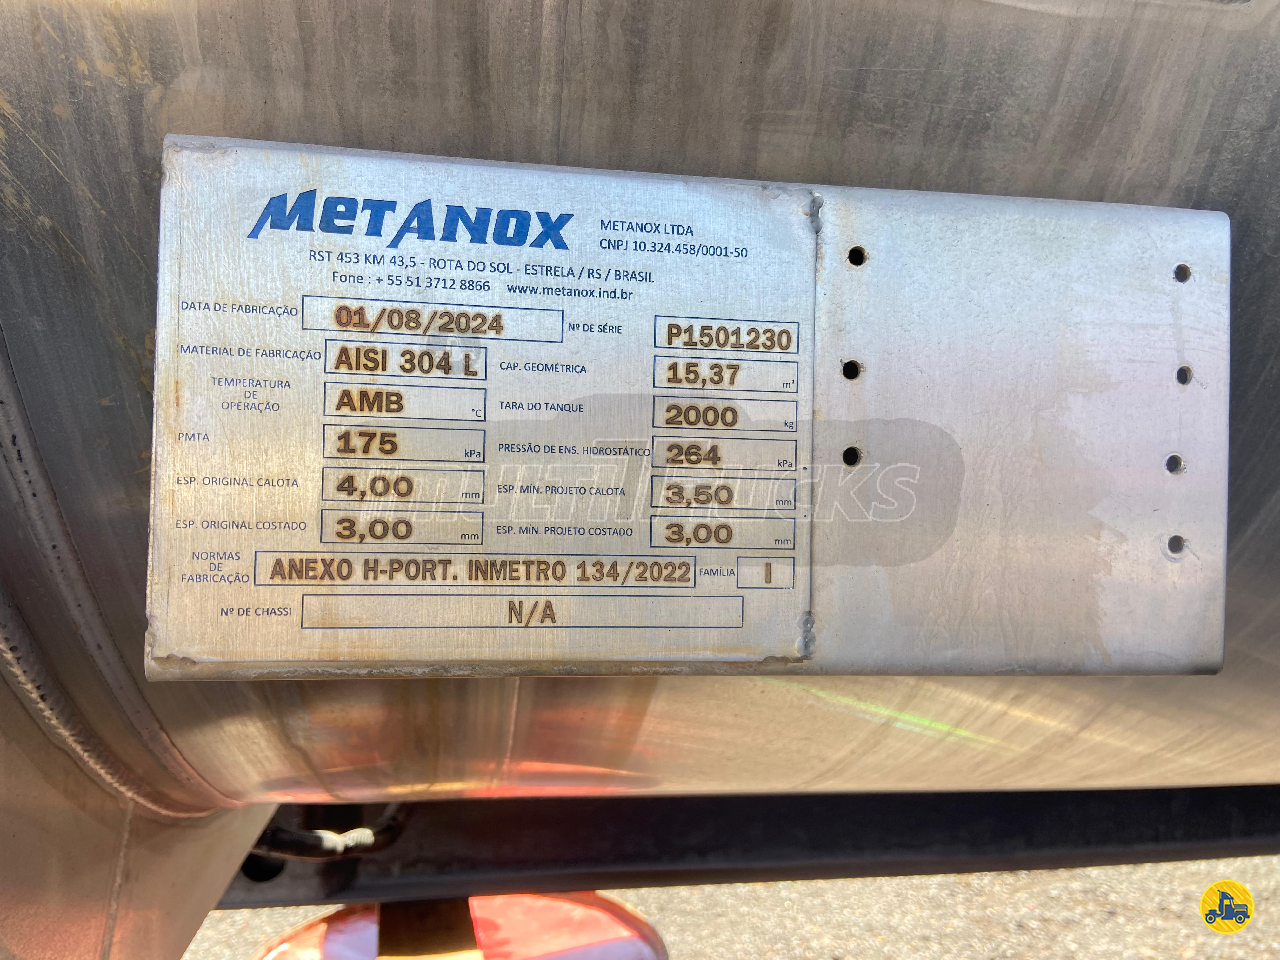 METANOX
METANOX LTDA
CNPJ 10.324.458/0001-50
RST 453 KM 43,5 - ROTA DO SOL - ESTRELA / RS / BRASIL
Fone : + 55 51 3712 8866 www.metanox.ind.br
DATA DE FABRICAÇÃO 01/08/2024 Nº DE SÉRIE P1501230
MATERIAL DE FABRICAÇÃO AISI 304 L CAP. GEOMÉTRICA 15,37 m³
TEMPERATURA DE OPERAÇÃO AMB °C TARA DO TANQUE 2000 kg
PMTA 175 kPa PRESSÃO DE ENS. HIDROSTÁTICO 264 kPa
ESP. ORIGINAL CALOTA 4,00 mm ESP. MÍN. PROJETO CALOTA 3,50 mm
ESP. ORIGINAL COSTADO 3,00 mm ESP. MIN. PROJETO COSTADO 3,00 mm
NORMAS DE FABRICAÇÃO ANEXO H-PORT. INMETRO 134/2022 FAMÍLIA I
Nº DE CHASSI N/A
multitrucks